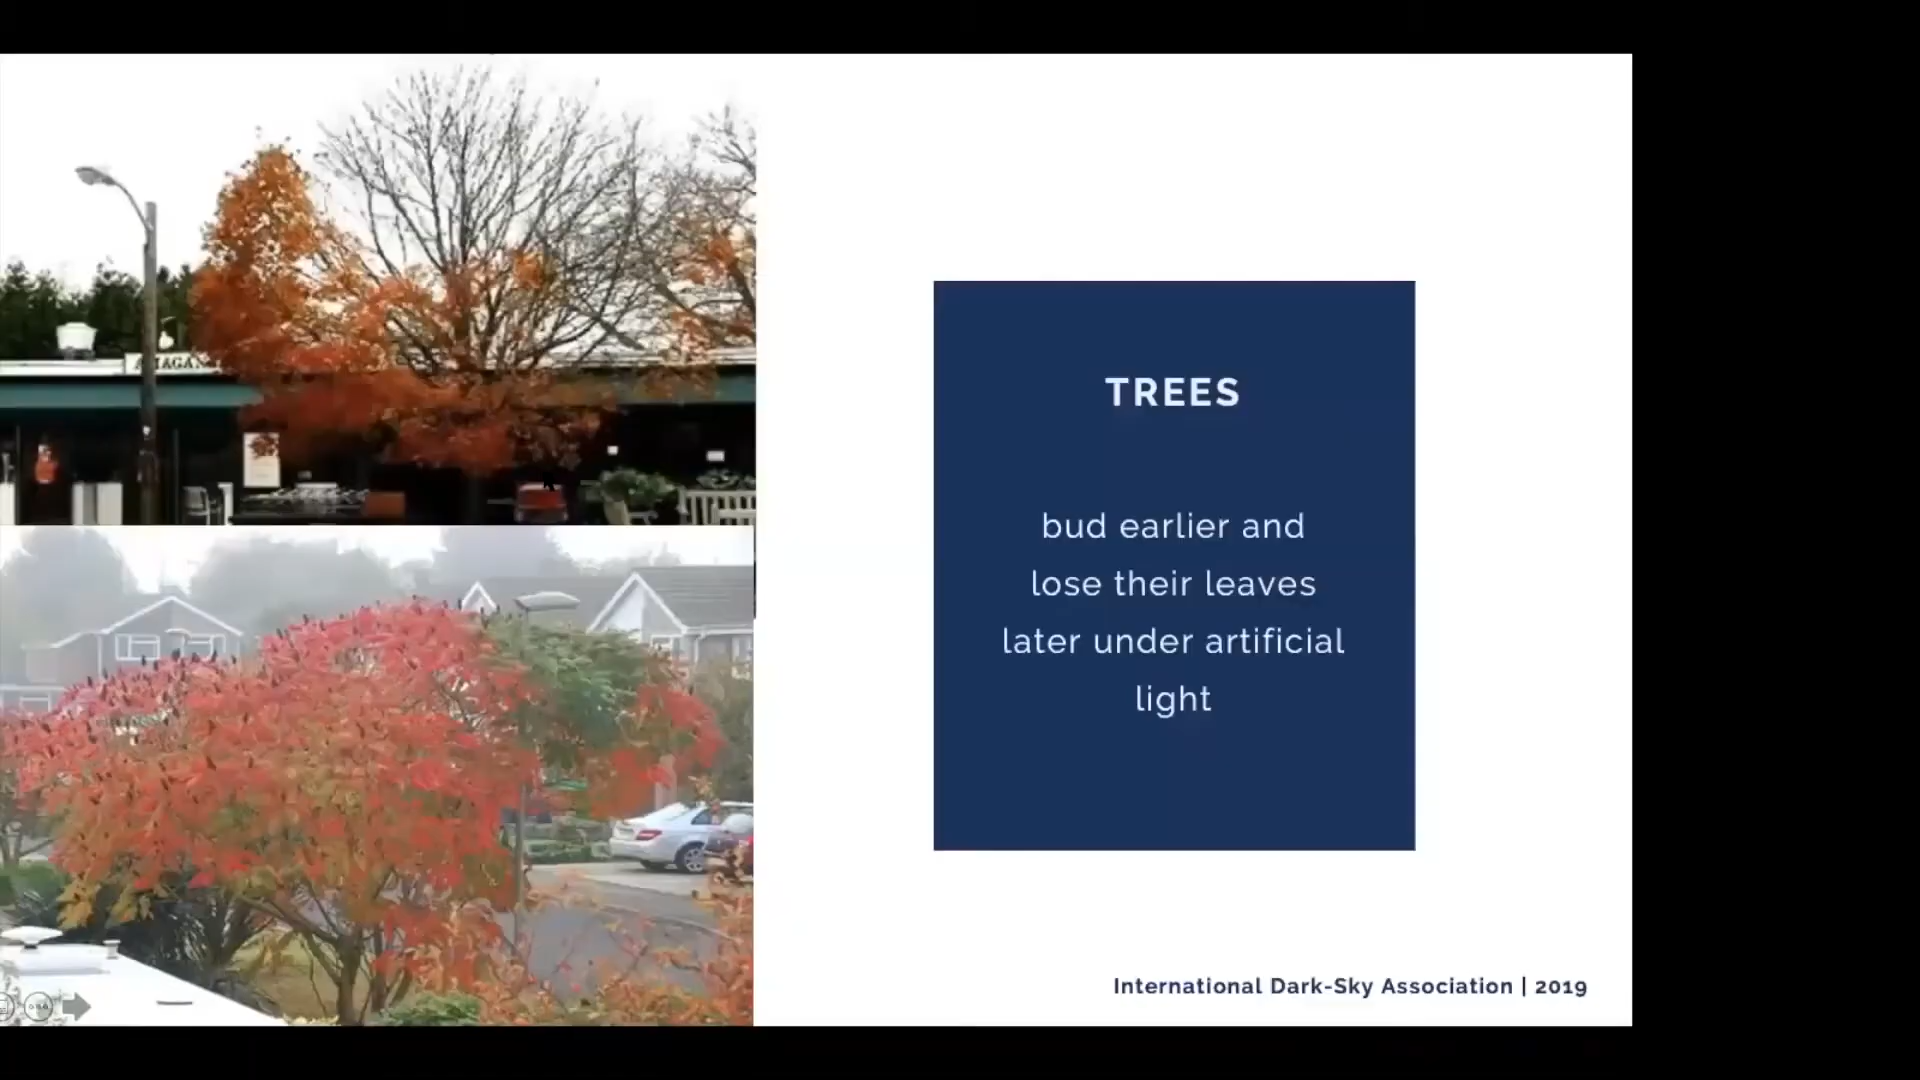 TREES
bud earlier and
lose their leaves
later under artificial
light
International Dark-Sky Association | 2019